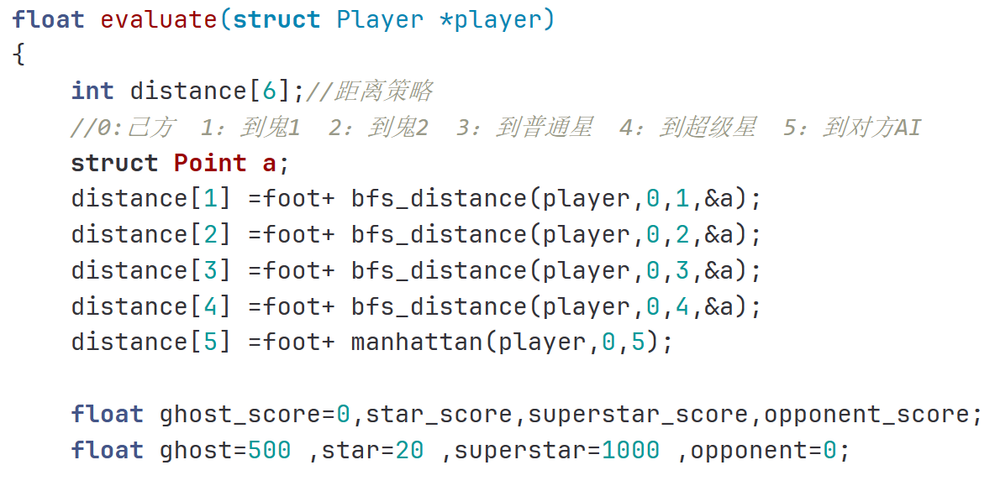 float evaluate(struct Player *player)
{
    int distance[6];//距离策略
    //0:己方  1: 到鬼1  2: 到鬼2  3: 到普通星  4: 到超级星  5: 到对方AI
    struct Point a;
    distance[1] =foot+ bfs_distance(player,0,1,&a);
    distance[2] =foot+ bfs_distance(player,0,2,&a);
    distance[3] =foot+ bfs_distance(player,0,3,&a);
    distance[4] =foot+ bfs_distance(player,0,4,&a);
    distance[5] =foot+ manhattan(player,0,5);
    float ghost_score=0,star_score,superstar_score,opponent_score;
    float ghost=500 ,star=20 ,superstar=1000 ,opponent=0;